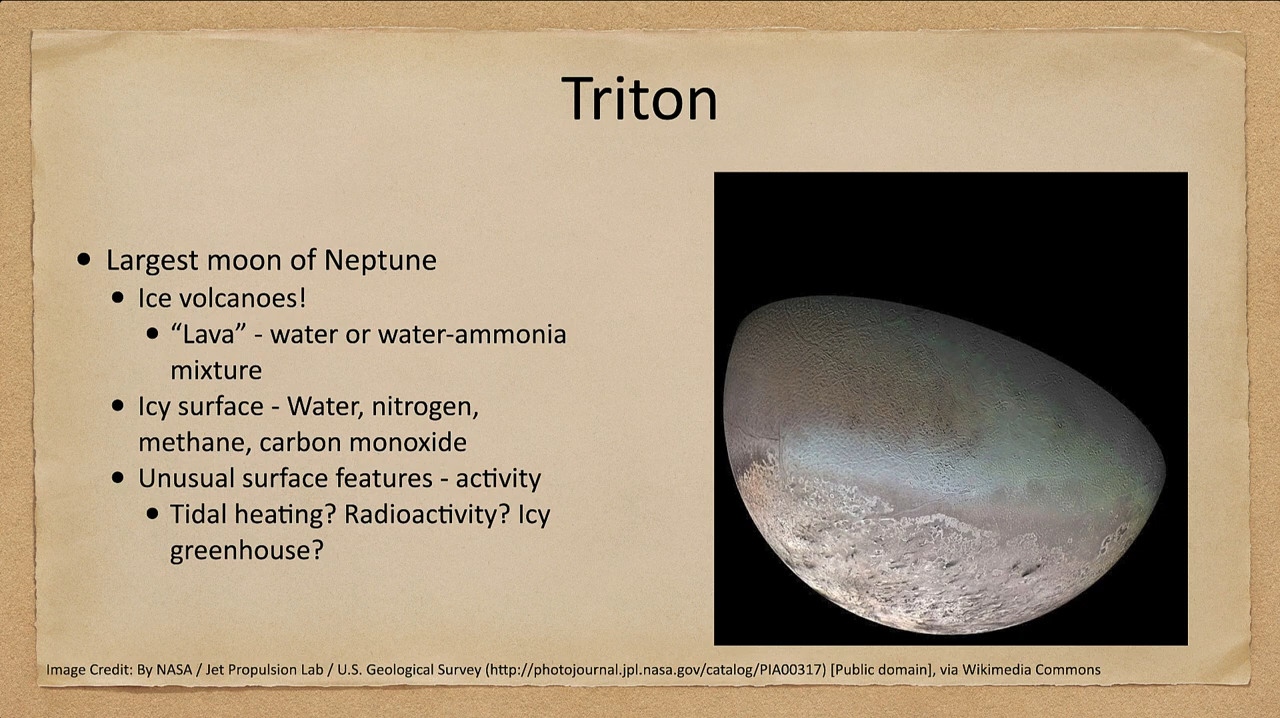 Triton
• Largest moon of Neptune
• Ice volcanoes!
• “Lava” - water or water-ammonia
mixture
• Icy surface - Water, nitrogen,
methane, carbon monoxide
• Unusual surface features - activity
• Tidal heating? Radioactivity? Icy
greenhouse?
Image Credit: By NASA / Jet Propulsion Lab / U.S. Geological Survey (http://photojournal.jpl.nasa.gov/catalog/PIA00317) [Public domain], via Wikimedia Commons